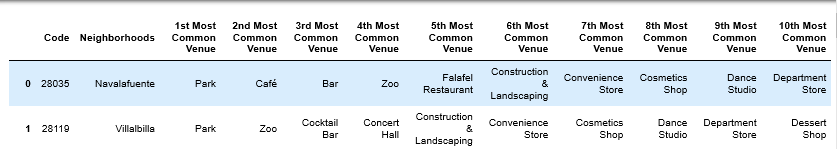 Code Neighborhoods 1st Most Common Venue 2nd Most Common Venue 3rd Most Common Venue 4th Most Common Venue 5th Most Common Venue 6th Most Common Venue 7th Most Common Venue 8th Most Common Venue 9th Most Common Venue 10th Most Common Venue
0 28035 Navalafuente Park Café Bar Zoo Falafel Restaurant Construction & Landscaping Convenience Store Cosmetics Shop Dance Studio Department Store
1 28119 Villalbilla Park Zoo Cocktail Bar Concert Hall Construction & Landscaping Convenience Store Cosmetics Shop Dance Studio Department Store Dessert Shop